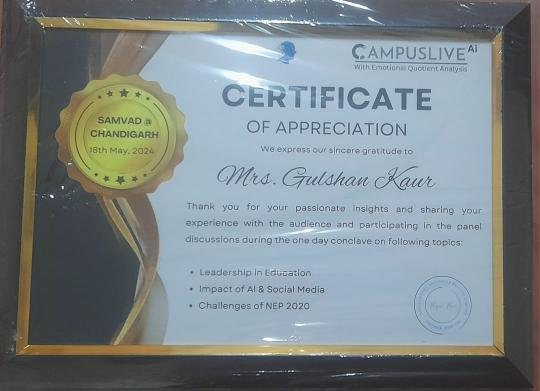 CAMPUSLIVE Ai
With Emotional Quotient Analysis
CERTIFICATE
OF APPRECIATION
We express our sincere gratitude to
Mrs. Gulshan Kaur
SAMVAD @
CHANDIGARH
18th May, 2024
Thank you for your passionate insights and sharing your
experience with the audience and participating in the panel
discussions during the one day conclave on following topics:
• Leadership in Education
• Impact of AI & Social Media
• Challenges of NEP 2020